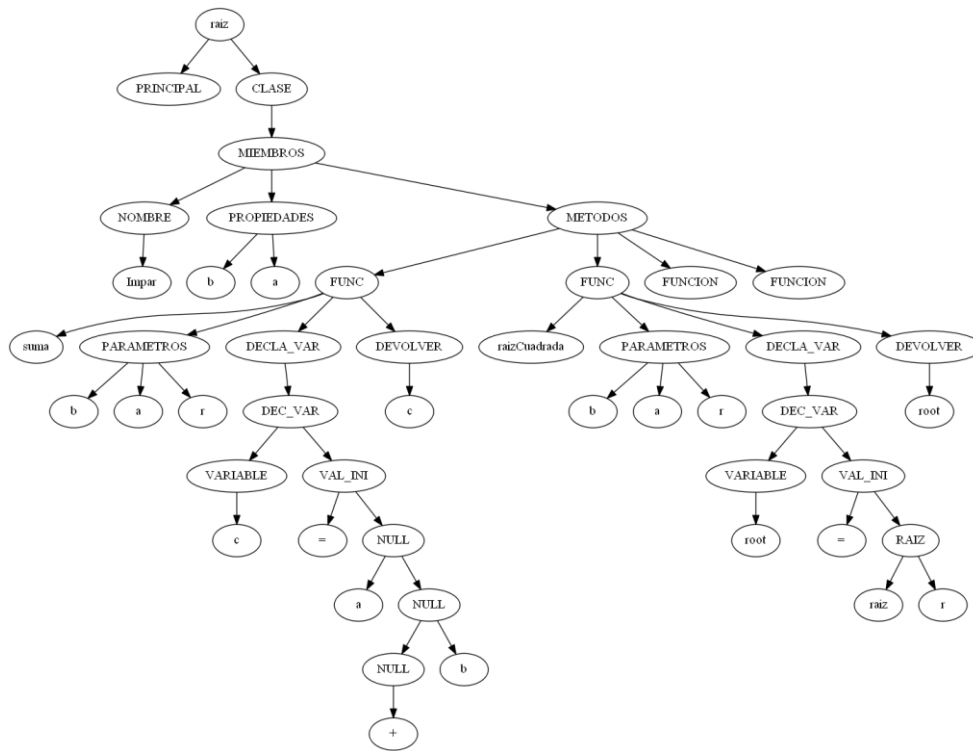 raiz
PRINCIPAL CLASE
MIEMBROS
NOMBRE PROPIEDADES METODOS
Impar b a FUNC FUNC FUNCION FUNCION
suma PARAMETROS DECLA_VAR DEVOLVER raizCuadrada PARAMETROS DECLA_VAR DEVOLVER
b a r DEC_VAR c b a r DEC_VAR root
VARIABLE VAL_INI VARIABLE VAL_INI
c = NULL root = RAIZ
a NULL raiz r
NULL b
+